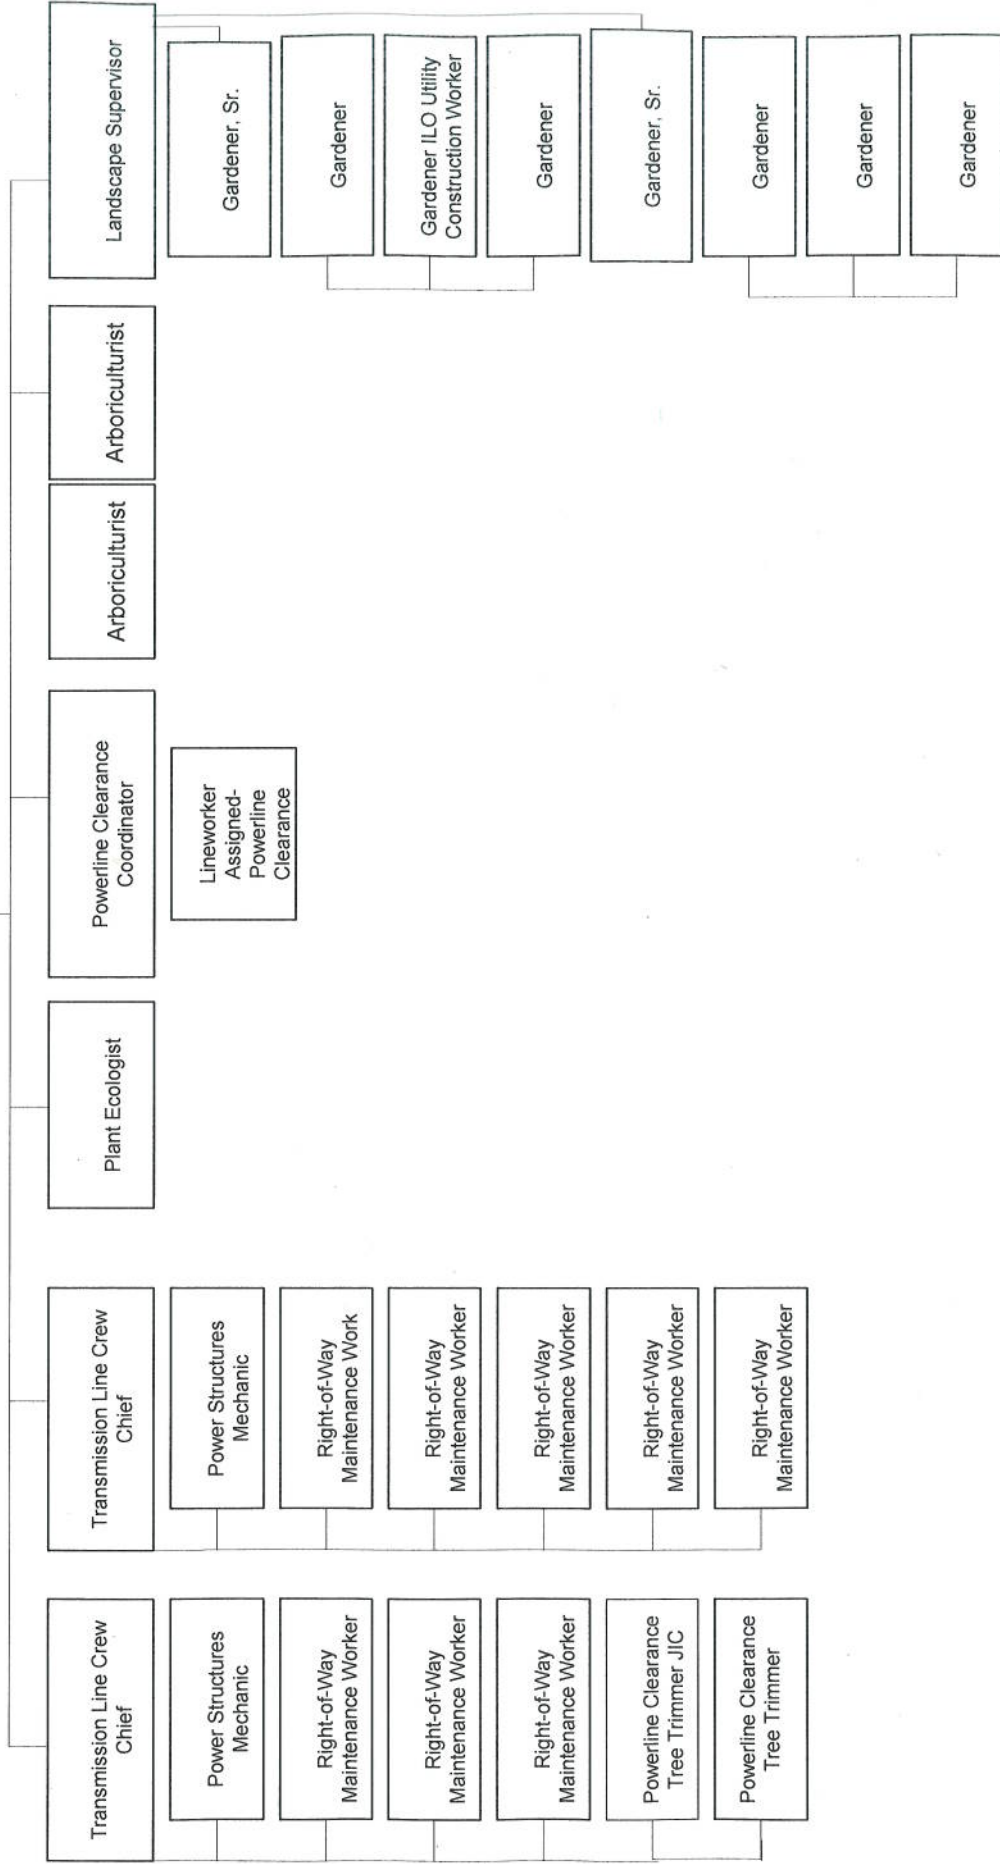 Transmission Line Crew
Chief
Power Structures
Mechanic
Right-of-Way
Maintenance Worker
Right-of-Way
Maintenance Worker
Right-of-Way
Maintenance Worker
Powerline Clearance
Tree Trimmer JIC
Powerline Clearance
Tree Trimmer
Transmission Line Crew
Chief
Power Structures
Mechanic
Right-of-Way
Maintenance Work
Right-of-Way
Maintenance Worker
Right-of-Way
Maintenance Worker
Right-of-Way
Maintenance Worker
Right-of-Way
Maintenance Worker
Plant Ecologist
Powerline Clearance
Coordinator
Lineworker
Assigned-
Powerline
Clearance
Arboriculturist
Arboriculturist
Landscape Supervisor
Gardener, Sr.
Gardener
Gardener ILO Utility
Construction Worker
Gardener
Gardener, Sr.
Gardener
Gardener
Gardener